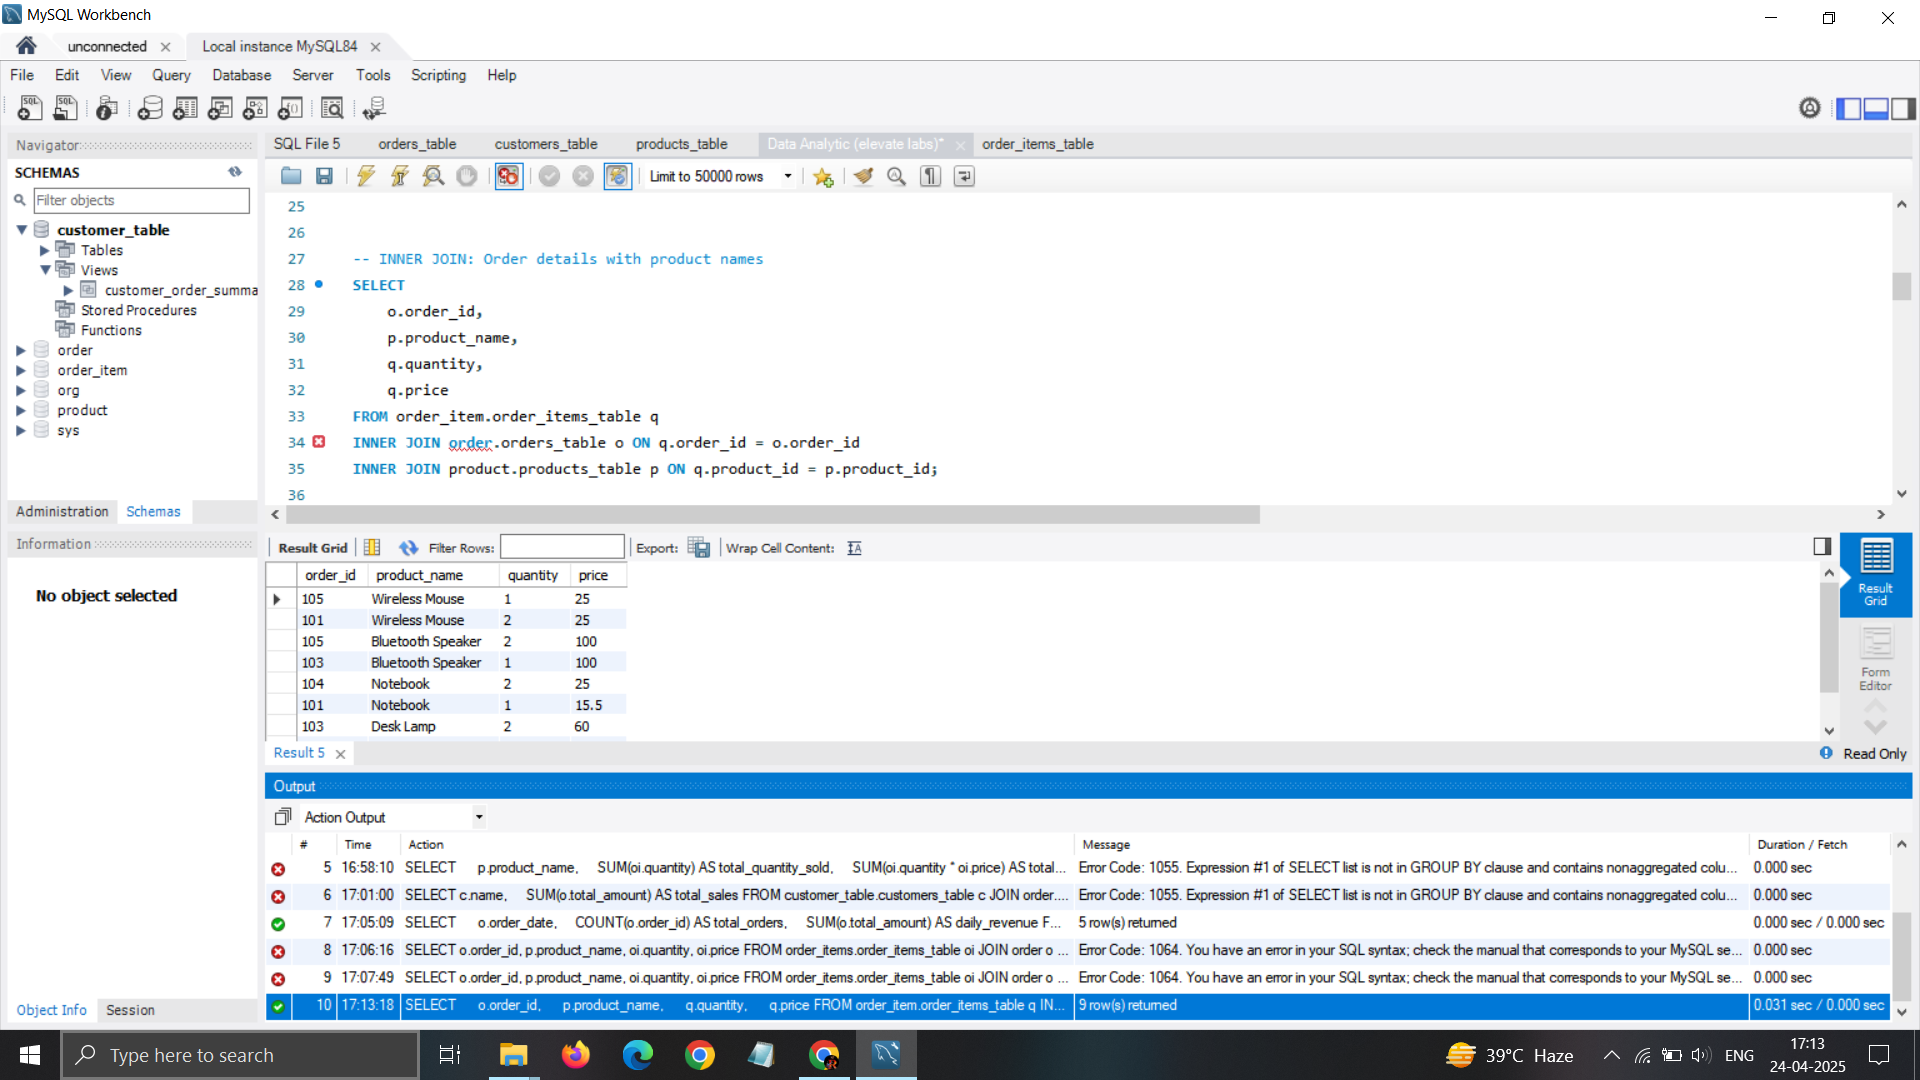 MySQL Workbench
unconnected
Local instance MySQL84
File Edit View Query Database Server Tools Scripting Help
Navigator
SCHEMAS
Filter objects
customer_table
Tables
Views
customer_order_summa
Stored Procedures
Functions
order
order_item
org
product
sys
Administration Schemas
Information
No object selected
Object Info Session
SQL File 5 orders_table customers_table products_table Data Analytic (elevate labs)* order_items_table
Limit to 50000 rows
25
26
27 -- INNER JOIN: Order details with product names
28 SELECT
29 o.order_id,
30 p.product_name,
31 q.quantity,
32 q.price
33 FROM order_item.order_items_table q
34 INNER JOIN order.orders_table o ON q.order_id = o.order_id
35 INNER JOIN product.products_table p ON q.product_id = p.product_id;
36
Result Grid Filter Rows: Export: Wrap Cell Content:
order_id product_name quantity price
105 Wireless Mouse 1 25
101 Wireless Mouse 2 25
105 Bluetooth Speaker 2 100
103 Bluetooth Speaker 1 100
104 Notebook 2 25
101 Notebook 1 15.5
103 Desk Lamp 2 60
Result Grid
Form Editor
Result 5
Read Only
Output
Action Output
# Time Action Message Duration / Fetch
5 16:58:10 SELECT p.product_name, SUM(oi.quantity) AS total_quantity_sold, SUM(oi.quantity * oi.price) AS total... Error Code: 1055. Expression #1 of SELECT list is not in GROUP BY clause and contains nonaggregated colu... 0.000 sec
6 17:01:00 SELECT c.name, SUM(o.total_amount) AS total_sales FROM customer_table.customers_table c JOIN order.... Error Code: 1055. Expression #1 of SELECT list is not in GROUP BY clause and contains nonaggregated colu... 0.000 sec
7 17:05:09 SELECT o.order_date, COUNT(o.order_id) AS total_orders, SUM(o.total_amount) AS daily_revenue F... 5 row(s) returned 0.000 sec / 0.000 sec
8 17:06:16 SELECT o.order_id, p.product_name, oi.quantity, oi.price FROM order_items.order_items_table oi JOIN order o ... Error Code: 1064. You have an error in your SQL syntax; check the manual that corresponds to your MySQL se... 0.000 sec
9 17:07:49 SELECT o.order_id, p.product_name, oi.quantity, oi.price FROM order_items.order_items_table oi JOIN order o ... Error Code: 1064. You have an error in your SQL syntax; check the manual that corresponds to your MySQL se... 0.000 sec
10 17:13:18 SELECT o.order_id, p.product_name, q.quantity, q.price FROM order_item.order_items_table q IN... 9 row(s) returned 0.031 sec / 0.000 sec
Type here to search
39°C Haze
ENG
17:13
24-04-2025